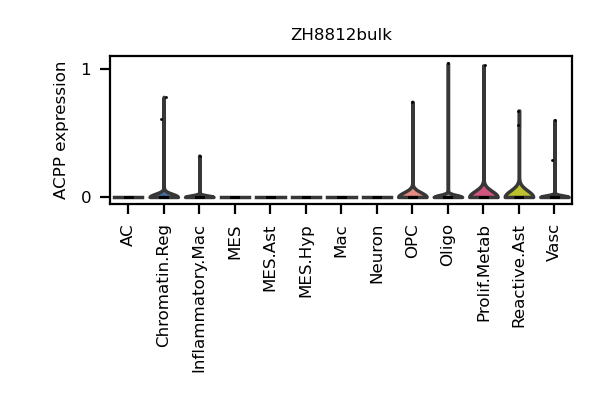 ZH8812bulk
ACPP expression
1
0
AC
Chromatin.Reg
Inflammatory.Mac
MES
MES.Ast
MES.Hyp
Mac
Neuron
OPC
Oligo
Prolif.Metab
Reactive.Ast
Vasc